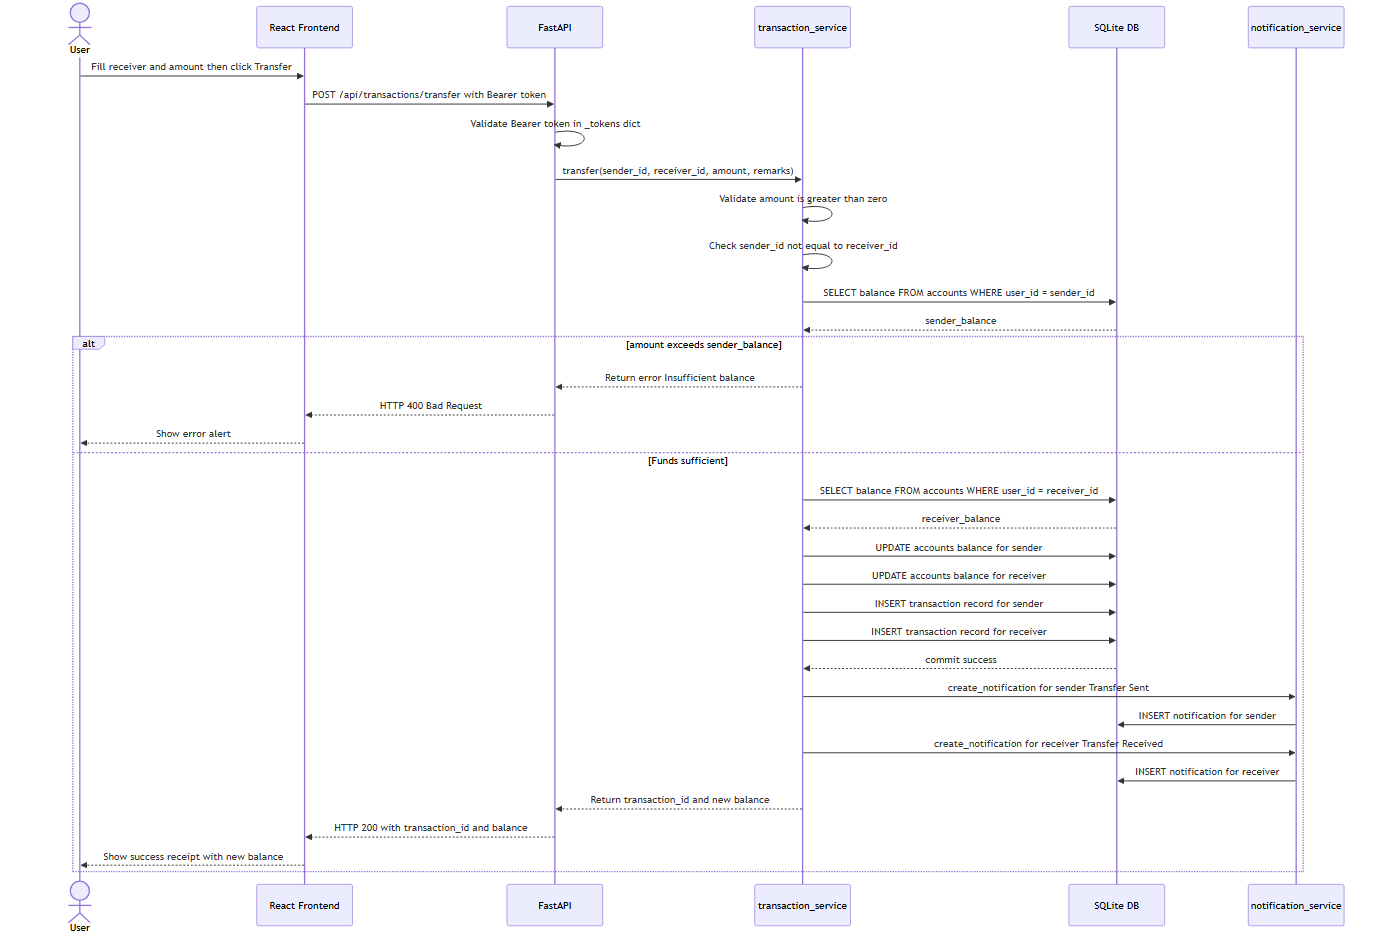 User
React Frontend
FastAPI
transaction_service
SQLite DB
notification_service
Fill receiver and amount then click Transfer
POST /api/transactions/transfer with Bearer token
Validate Bearer token in _tokens dict
transfer(sender_id, receiver_id, amount, remarks)
Validate amount is greater than zero
Check sender_id not equal to receiver_id
SELECT balance FROM accounts WHERE user_id = sender_id
sender_balance
alt
[amount exceeds sender_balance]
Return error Insufficient balance
HTTP 400 Bad Request
Show error alert
[Funds sufficient]
SELECT balance FROM accounts WHERE user_id = receiver_id
receiver_balance
UPDATE accounts balance for sender
UPDATE accounts balance for receiver
INSERT transaction record for sender
INSERT transaction record for receiver
commit success
create_notification for sender Transfer Sent
INSERT notification for sender
create_notification for receiver Transfer Received
INSERT notification for receiver
Return transaction_id and new balance
HTTP 200 with transaction_id and balance
Show success receipt with new balance
User
React Frontend
FastAPI
transaction_service
SQLite DB
notification_service